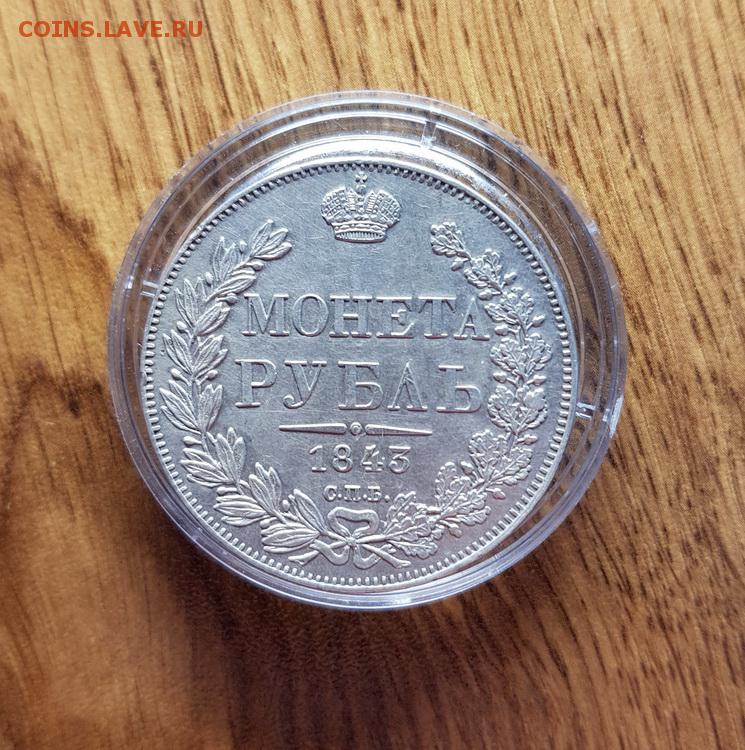 COINS.LAVE.RU
МОНЕТА
РУБЛЬ
1843
С.П.Б.